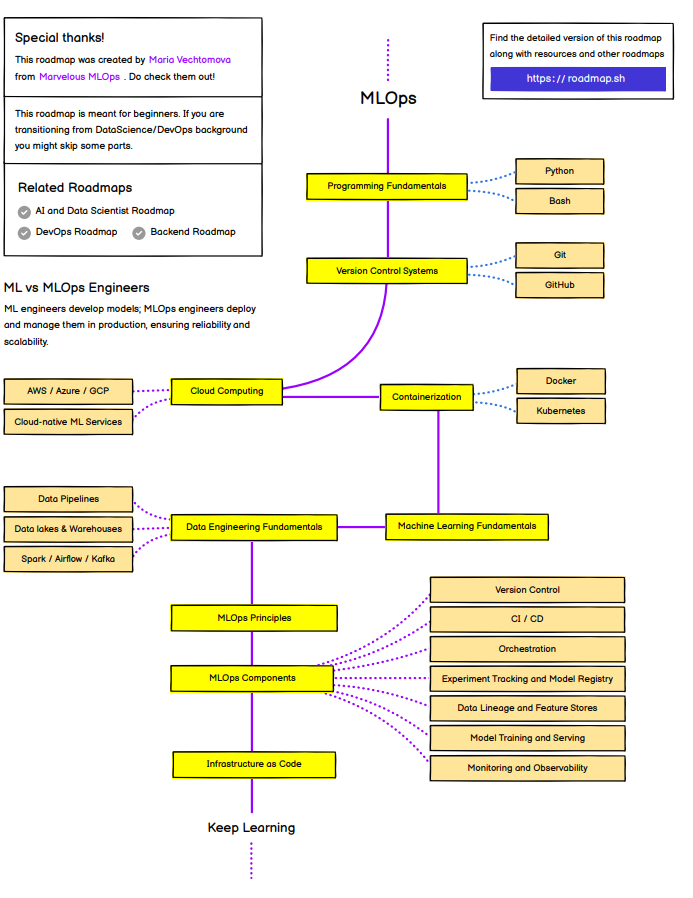 Special thanks!
This roadmap was created by Maria Vechtomova
from Marvelous MLOps . Do check them out!
This roadmap is meant for beginners. If you are
transitioning from DataScience/DevOps background
you might skip some parts.
Related Roadmaps
AI and Data Scientist Roadmap
DevOps Roadmap
Backend Roadmap
Find the detailed version of this roadmap
along with resources and other roadmaps
https://roadmap.sh
MLOps
Programming Fundamentals
Python
Bash
Version Control Systems
Git
GitHub
ML vs MLOps Engineers
ML engineers develop models; MLOps engineers deploy
and manage them in production, ensuring reliability and
scalability.
AWS / Azure / GCP
Cloud-native ML Services
Cloud Computing
Containerization
Docker
Kubernetes
Data Pipelines
Data lakes & Warehouses
Spark / Airflow / Kafka
Data Engineering Fundamentals
Machine Learning Fundamentals
MLOps Principles
MLOps Components
Version Control
CI / CD
Orchestration
Experiment Tracking and Model Registry
Data Lineage and Feature Stores
Model Training and Serving
Monitoring and Observability
Infrastructure as Code
Keep Learning